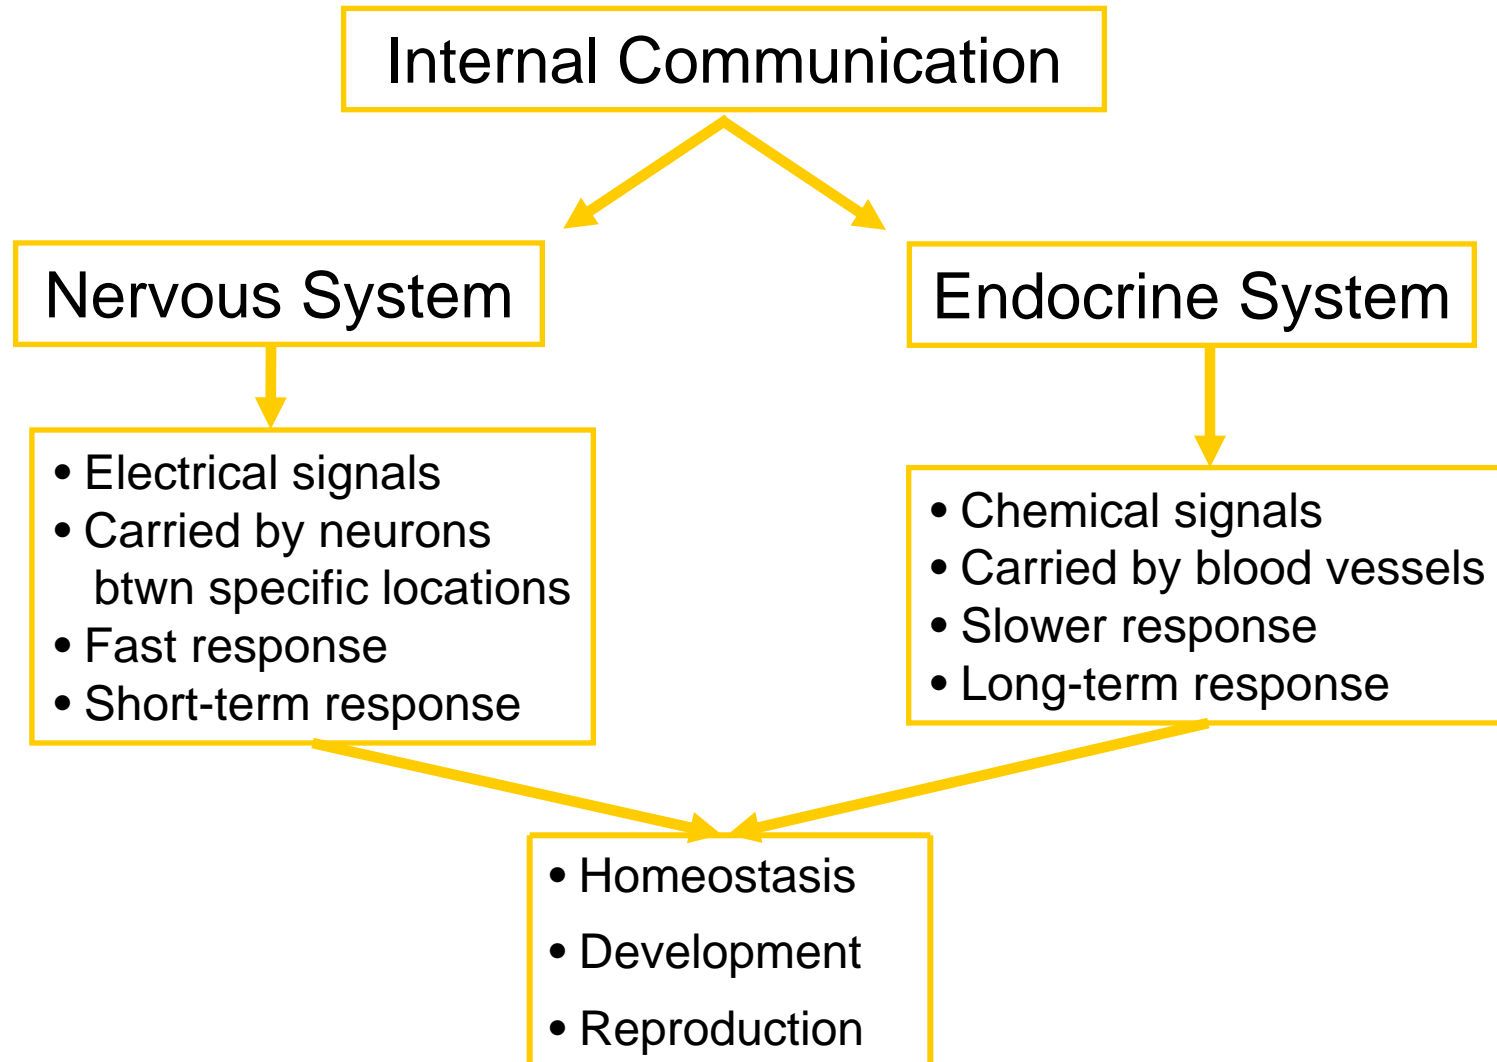 Internal Communication
Nervous System
Endocrine System
• Electrical signals
• Carried by neurons
btwn specific locations
• Fast response
• Short-term response
• Chemical signals
• Carried by blood vessels
• Slower response
• Long-term response
• Homeostasis
• Development
• Reproduction